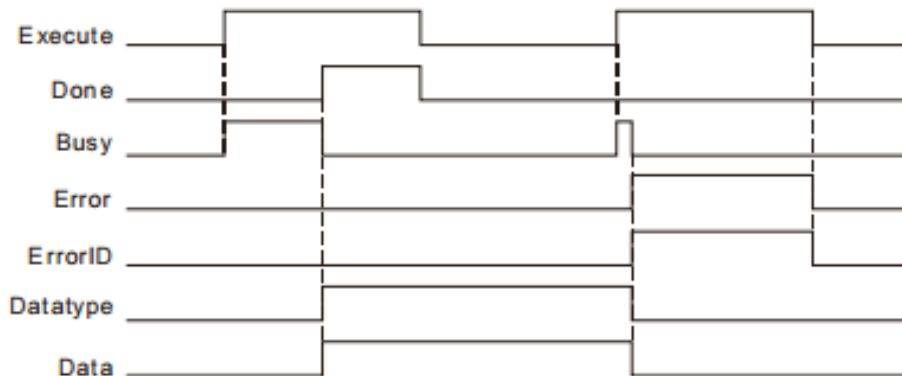 Execute
Done
Busy
Error
ErrorID
Datatype
Data